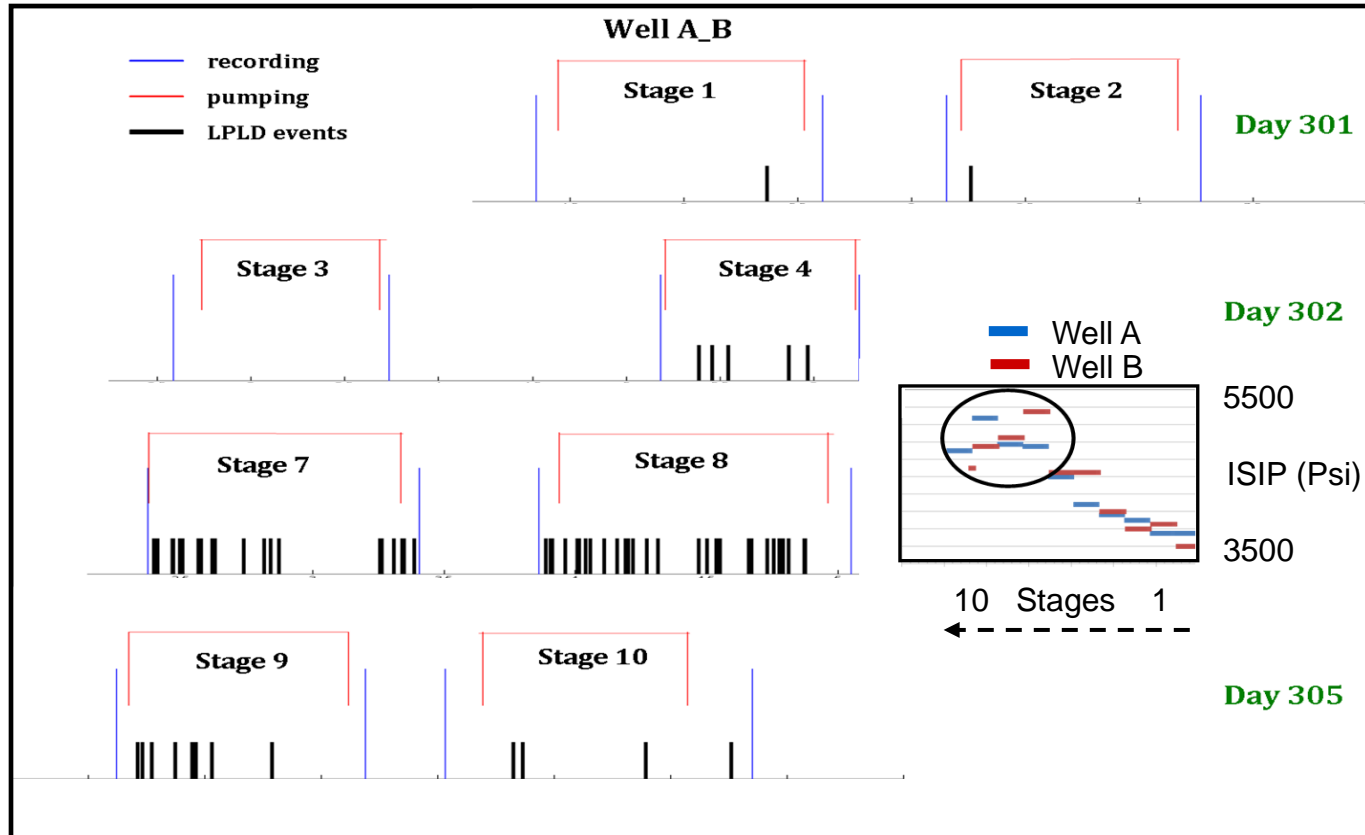 Well A_B
recording
pumping
LPLD events
Stage 1
Stage 2
Day 301
Stage 3
Stage 4
Day 302
Well A
Well B
5500
ISIP (Psi)
3500
10 Stages 1
Stage 7
Stage 8
Stage 9
Stage 10
Day 305